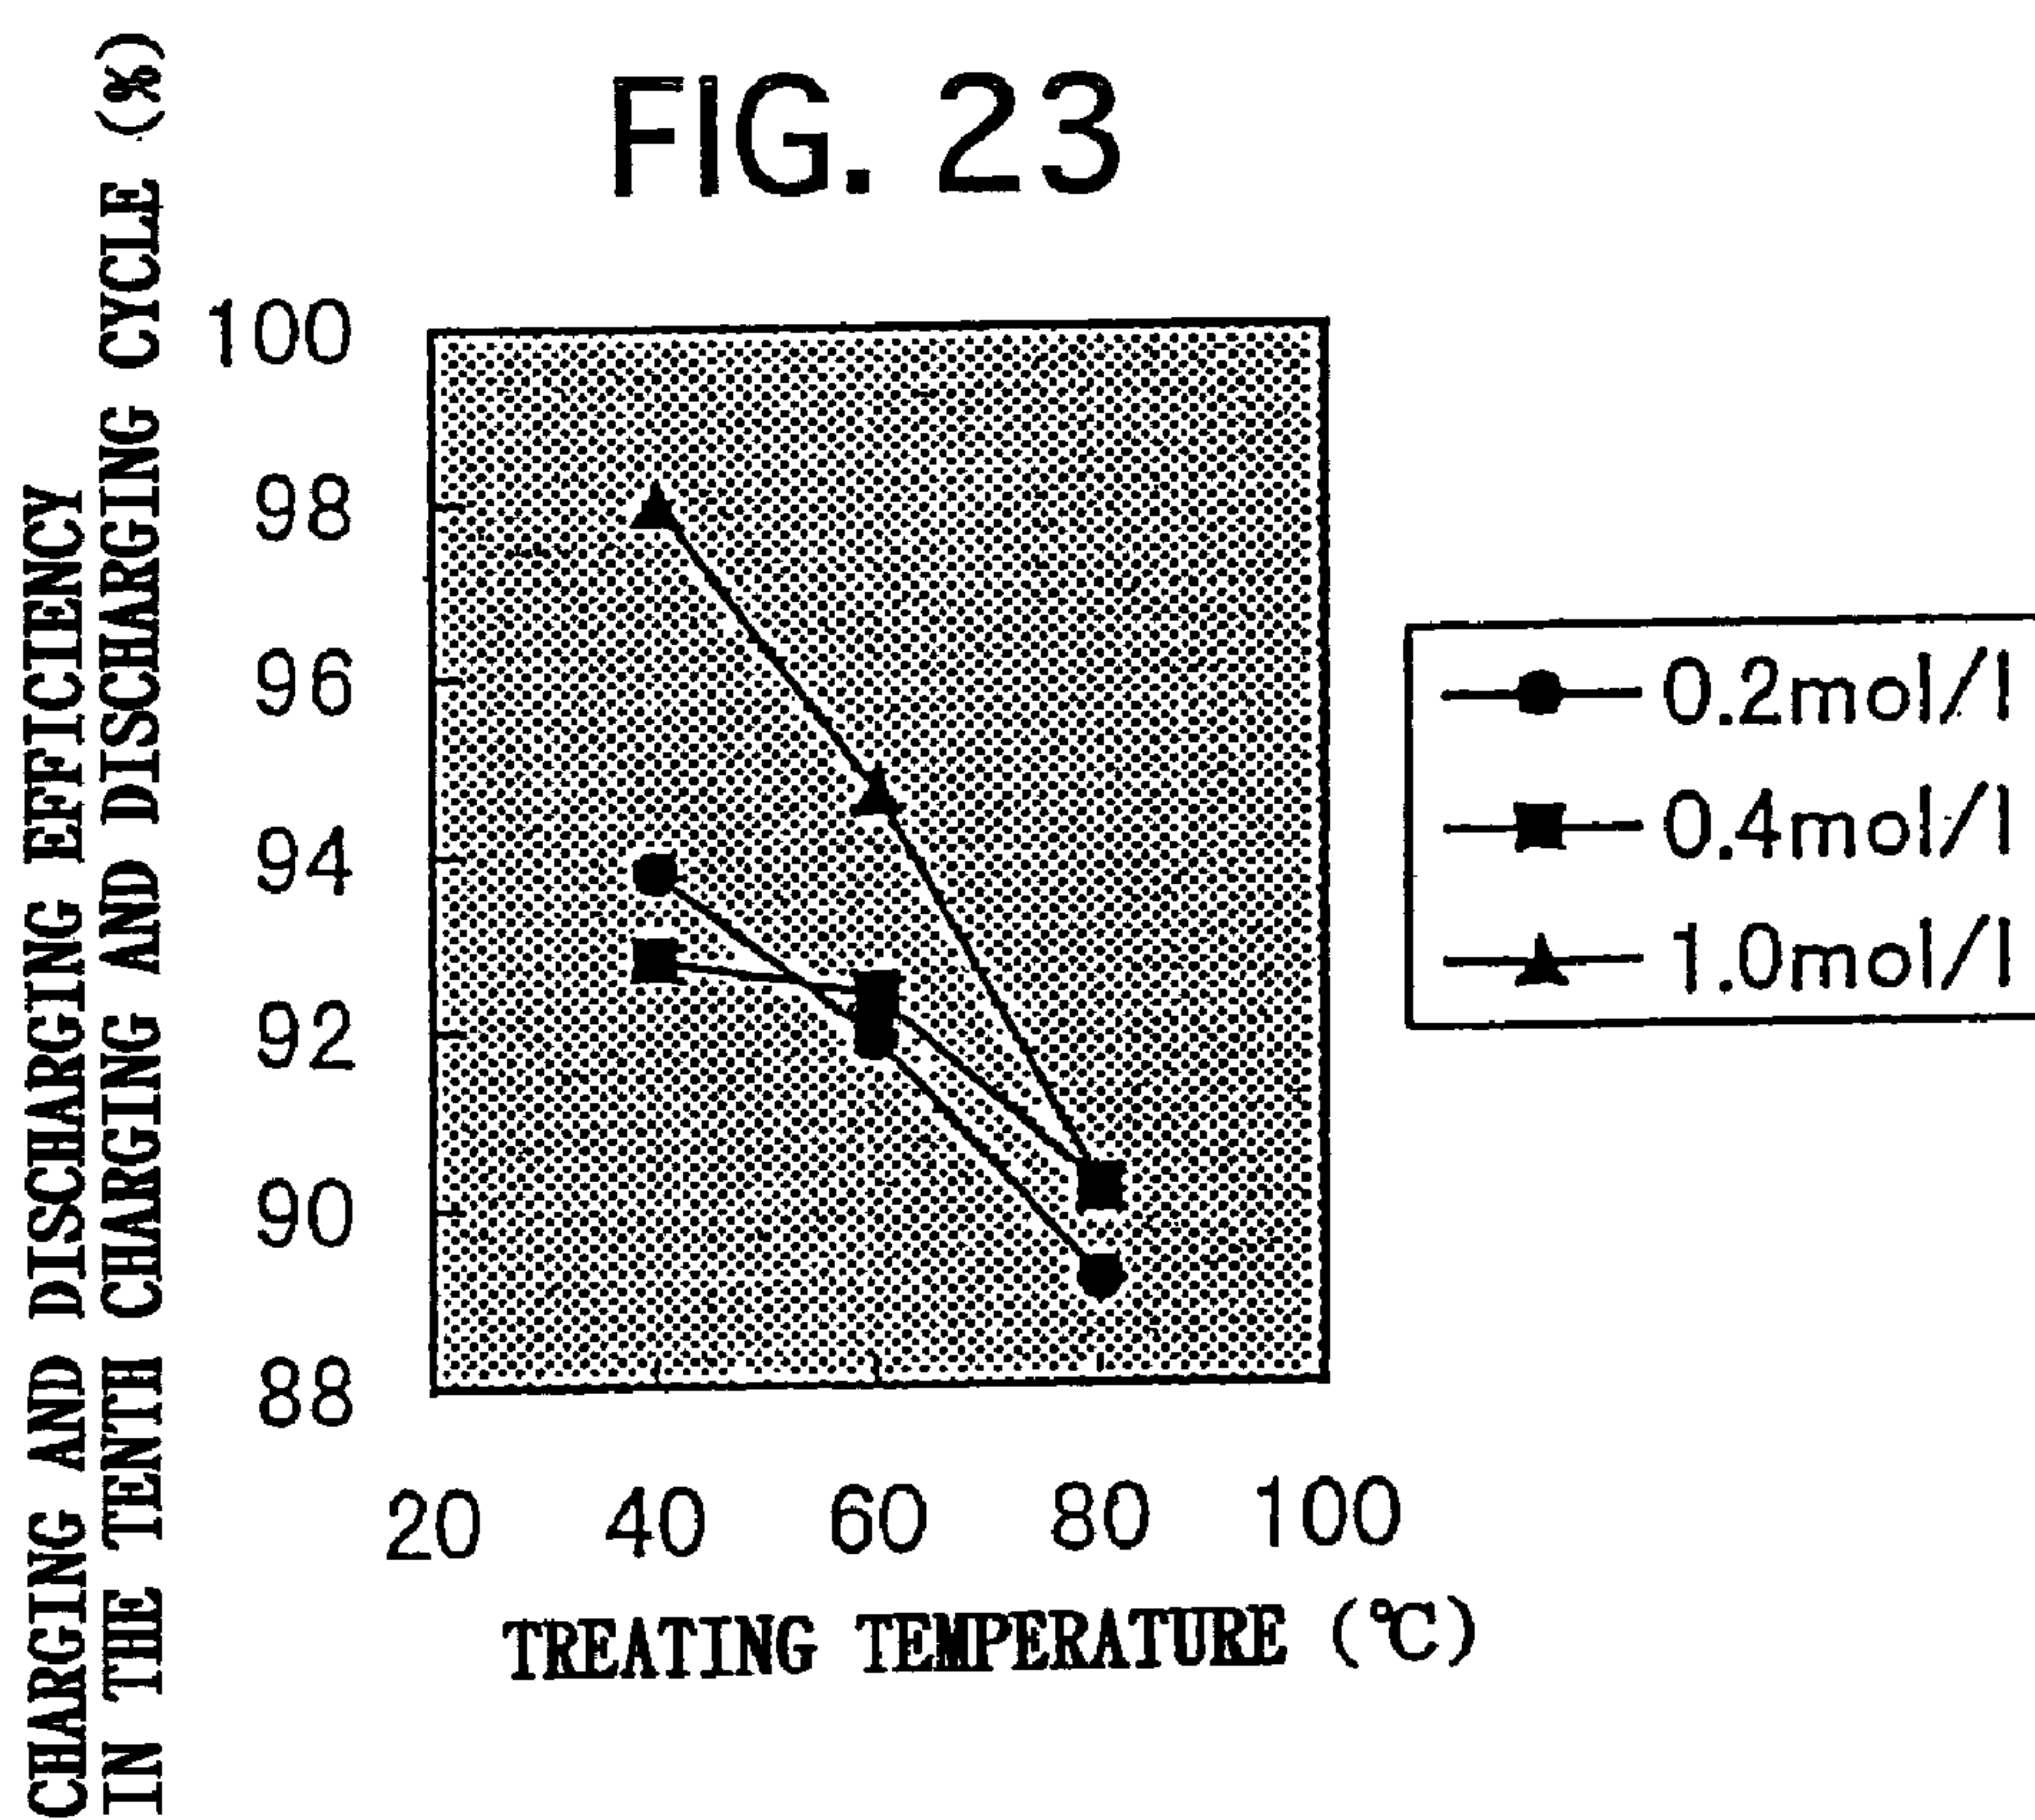 FIG. 23
CHARGING AND DISCHARGING EFFICIENCY
IN THE TENTH CHARGING AND DISCHARGING CYCLE (%)
100
98
96
94
92
90
88
20 40 60 80 100
TREATING TEMPERATURE (℃)
0.2mol/l
0.4mol/l
1.0mol/l